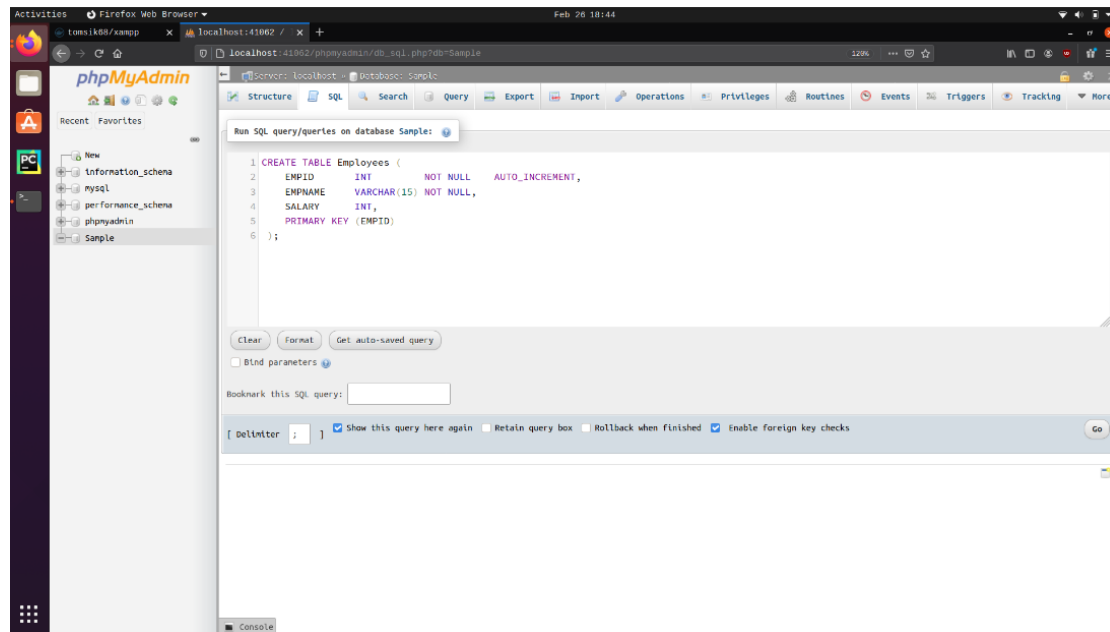 Activities Firefox Web Browser Feb 26 18:44
tomsik68/xampp x localhost:41062 / x +
localhost:41062/phpmyadmin/db_sql.php?db=Sample 120%
phpMyAdmin
Recent Favorites
New
information_schema
mysql
performance_schema
phpmyadmin
Sample
Server: localhost » Database: Sample
Structure SQL Search Query Export Import Operations Privileges Routines Events Triggers Tracking More
Run SQL query/queries on database Sample:
1 CREATE TABLE Employees (
2 EMPID INT NOT NULL AUTO_INCREMENT,
3 EMPNAME VARCHAR(15) NOT NULL,
4 SALARY INT,
5 PRIMARY KEY (EMPID)
6 );
Clear Format Get auto-saved query
Bind parameters
Bookmark this SQL query:
[ Delimiter ; ] Show this query here again Retain query box Rollback when finished Enable foreign key checks Go
Console
PC